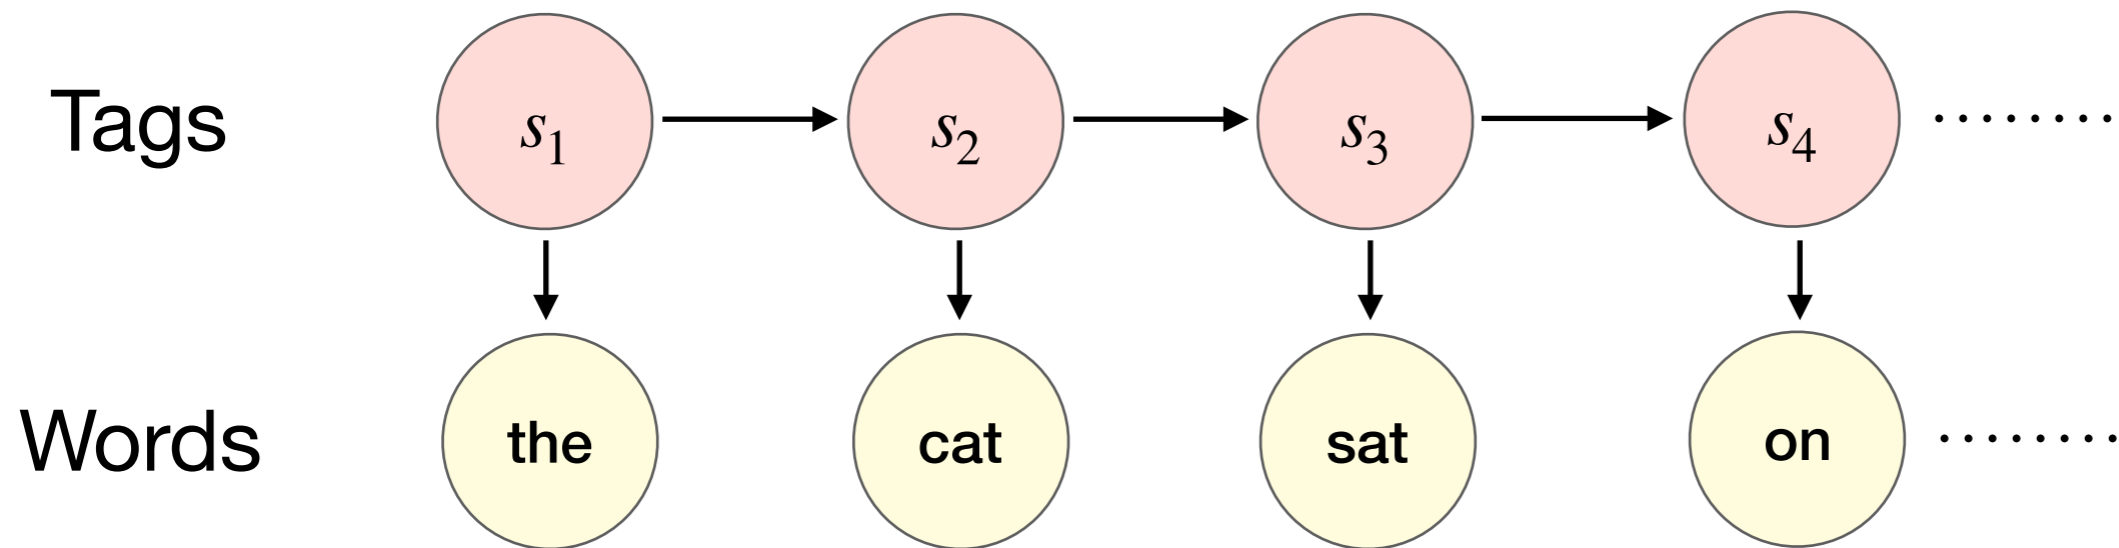 Tags s₁ s₂ s₃ s₄ ........
Words the cat sat on ........